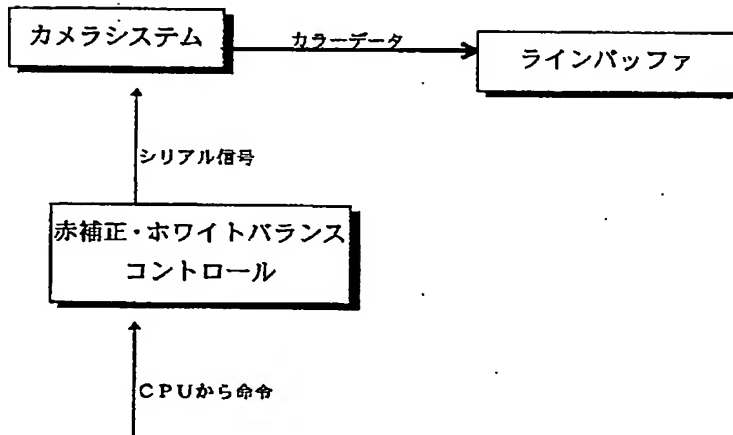 カメラシステム
カラーデータ
ラインバッファ
シリアル信号
赤補正・ホワイトバランス
コントロール
CPUから命令